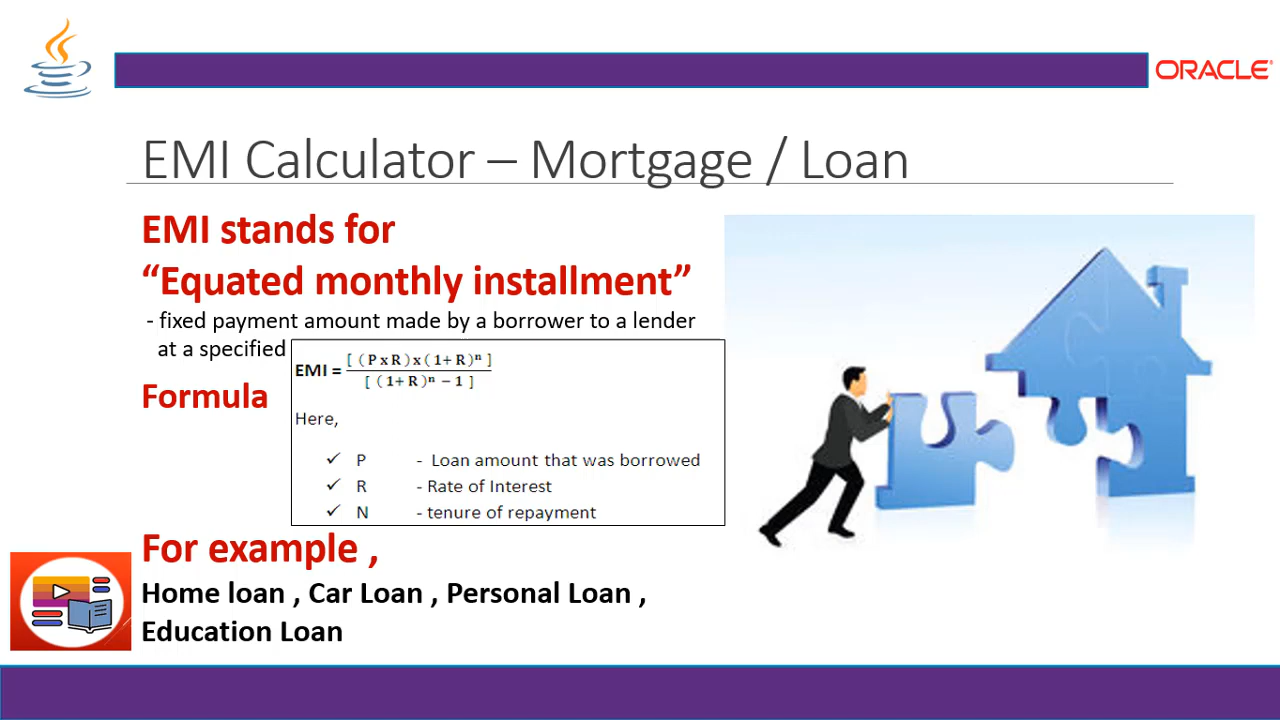 ORACLE®
EMI Calculator – Mortgage / Loan
EMI stands for
“Equated monthly installment”
- fixed payment amount made by a borrower to a lender
at a specified
Formula
EMI = [ ( P x R ) x ( 1+ R )ⁿ ]
[ ( 1+ R )ⁿ – 1 ]
Here,
✓ P - Loan amount that was borrowed
✓ R - Rate of Interest
✓ N - tenure of repayment
For example ,
Home loan , Car Loan , Personal Loan ,
Education Loan